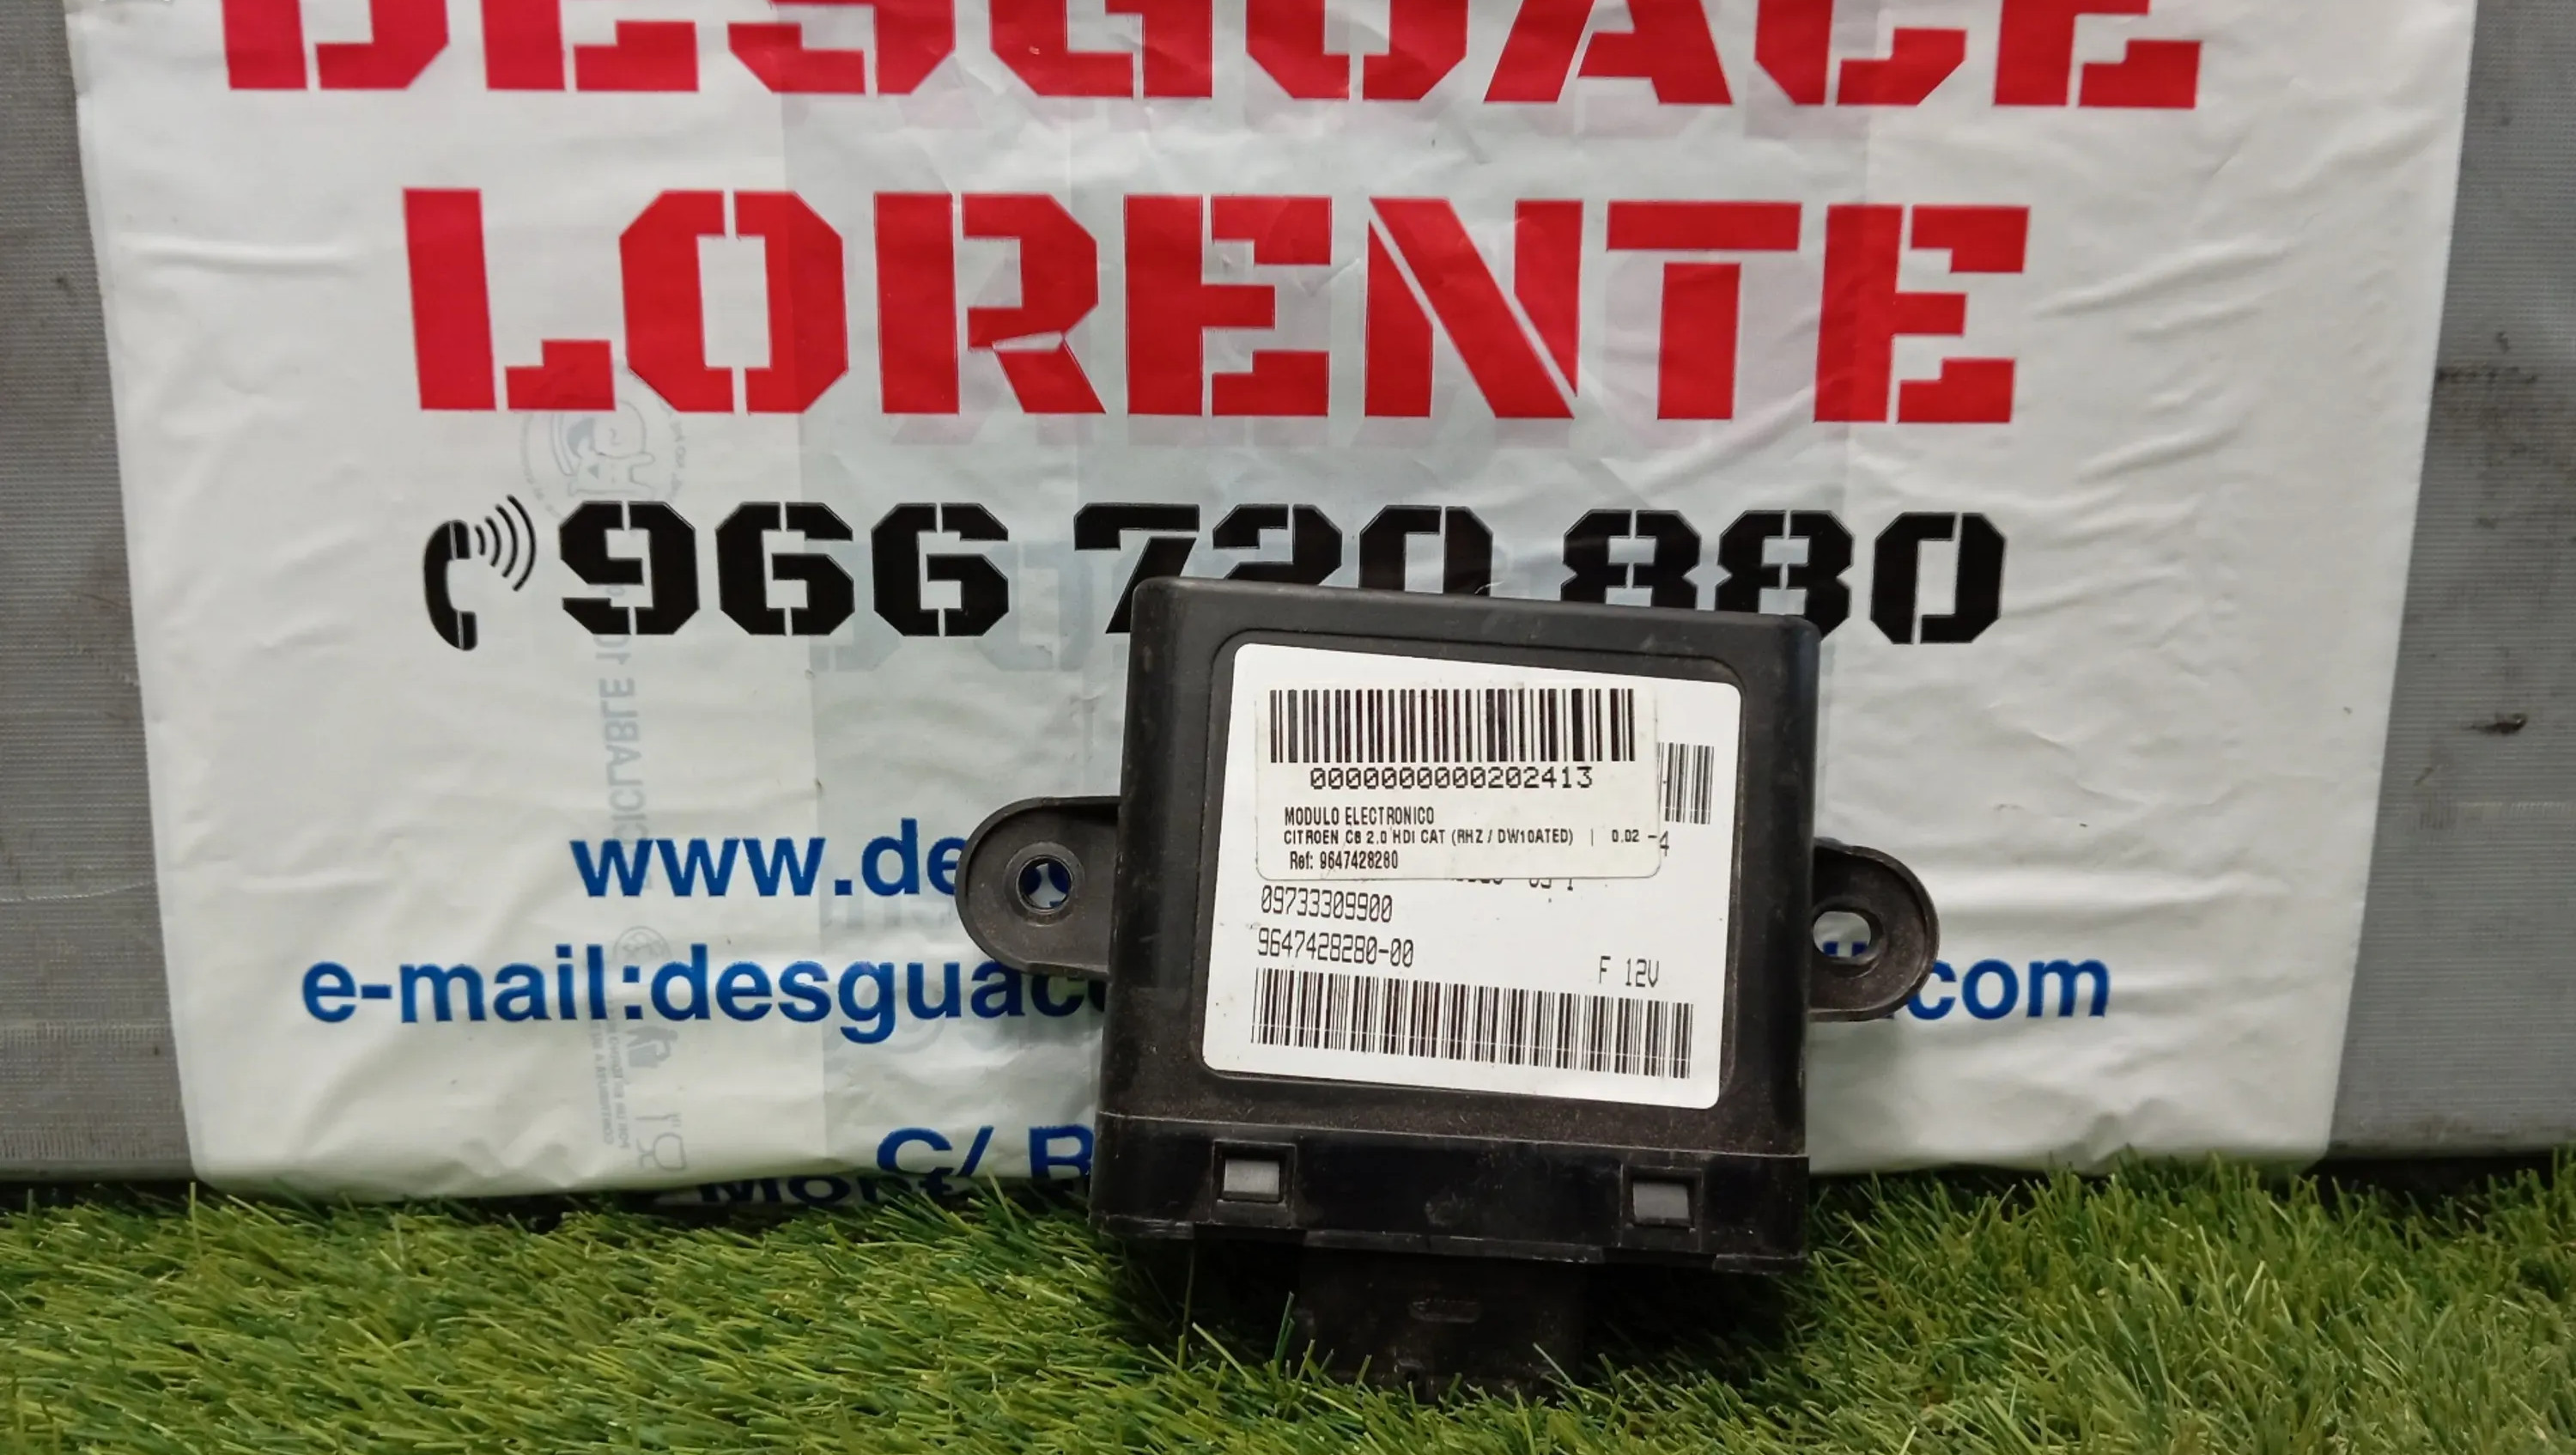 DESGUACE
LORENTE
966 720 880
0000000000202413
MODULO ELECTRONICO
CITROEN C8 2.0 HDI CAT (RHZ / DW10ATED) | 0.02
-4
Ref: 9647428280
09733309900
9647428280-00
F 12V
www.de
e-mail:desguac
com
C/